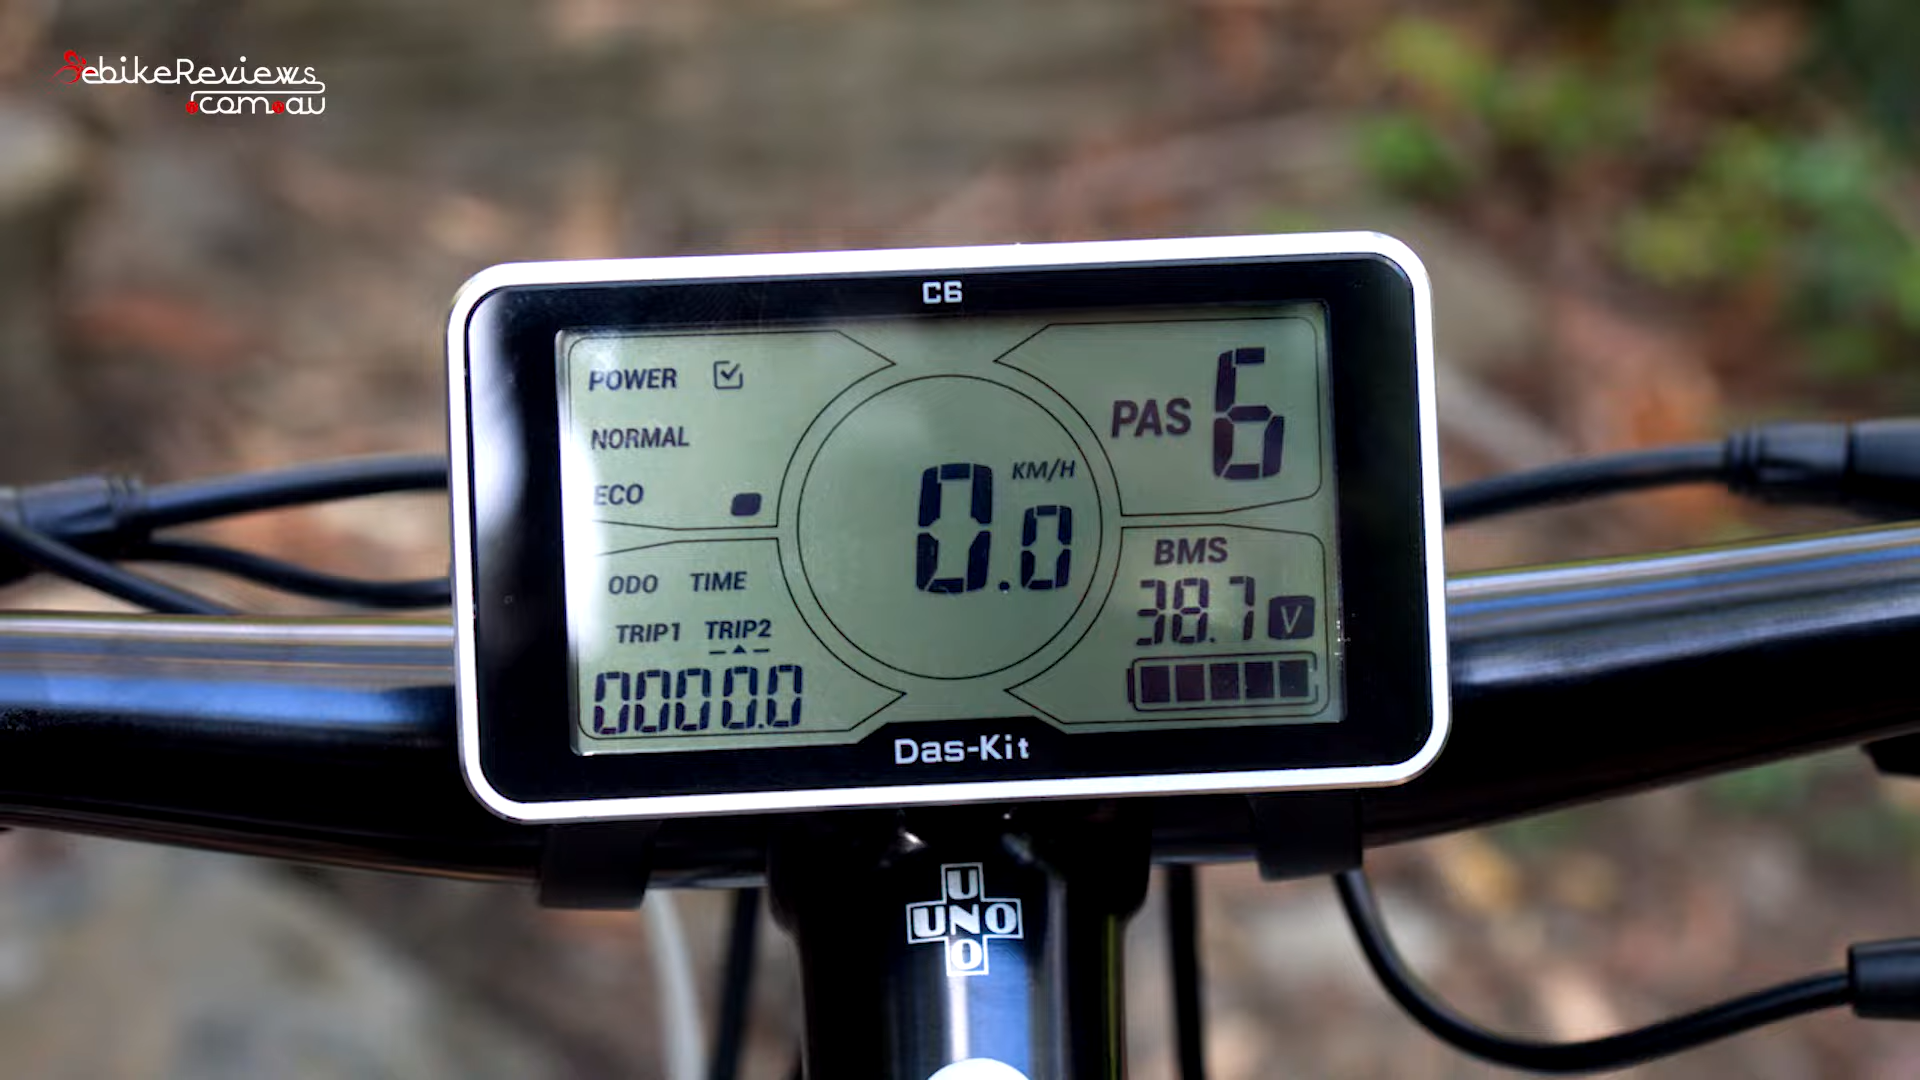 ebikeReviews
.com.au
C6
POWER
NORMAL
ECO
PAS 6
KM/H
0.0
ODO TIME
TRIP1 TRIP2
0000.0
BMS
38.7 V
Das-Kit
U
UNO
O